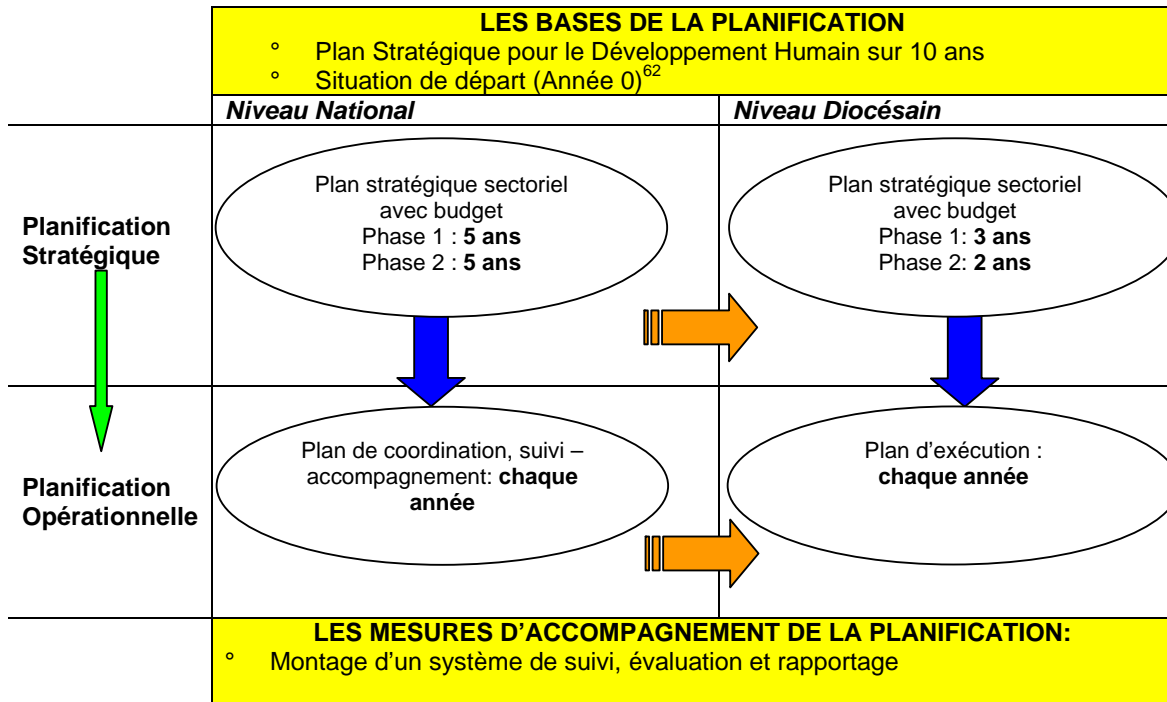 LES BASES DE LA PLANIFICATION
° Plan Stratégique pour le Développement Humain sur 10 ans
° Situation de départ (Année 0)62
Niveau National
Niveau Diocésain
Planification
Stratégique
Plan stratégique sectoriel
avec budget
Phase 1 : 5 ans
Phase 2 : 5 ans
Plan stratégique sectoriel
avec budget
Phase 1: 3 ans
Phase 2: 2 ans
Planification
Opérationnelle
Plan de coordination, suivi –
accompagnement: chaque
année
Plan d’exécution :
chaque année
LES MESURES D’ACCOMPAGNEMENT DE LA PLANIFICATION:
° Montage d’un système de suivi, évaluation et rapportage